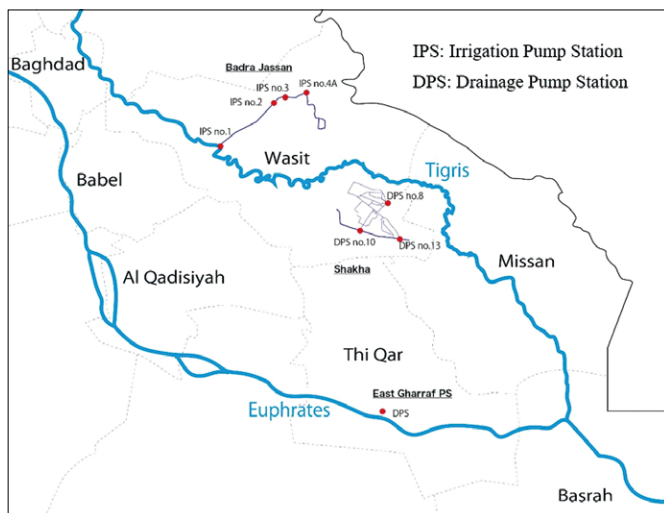 IPS: Irrigation Pump Station
DPS: Drainage Pump Station
Baghdad
Badra Jassan
IPS no.3
IPS no.4A
IPS no.2
IPS no.1
Wasit
Tigris
Babel
DPS no.8
DPS no.10
DPS no.13
Shakha
Missan
Al Qadisiyah
Thi Qar
East Gharraf PS
DPS
Euphrates
Basrah